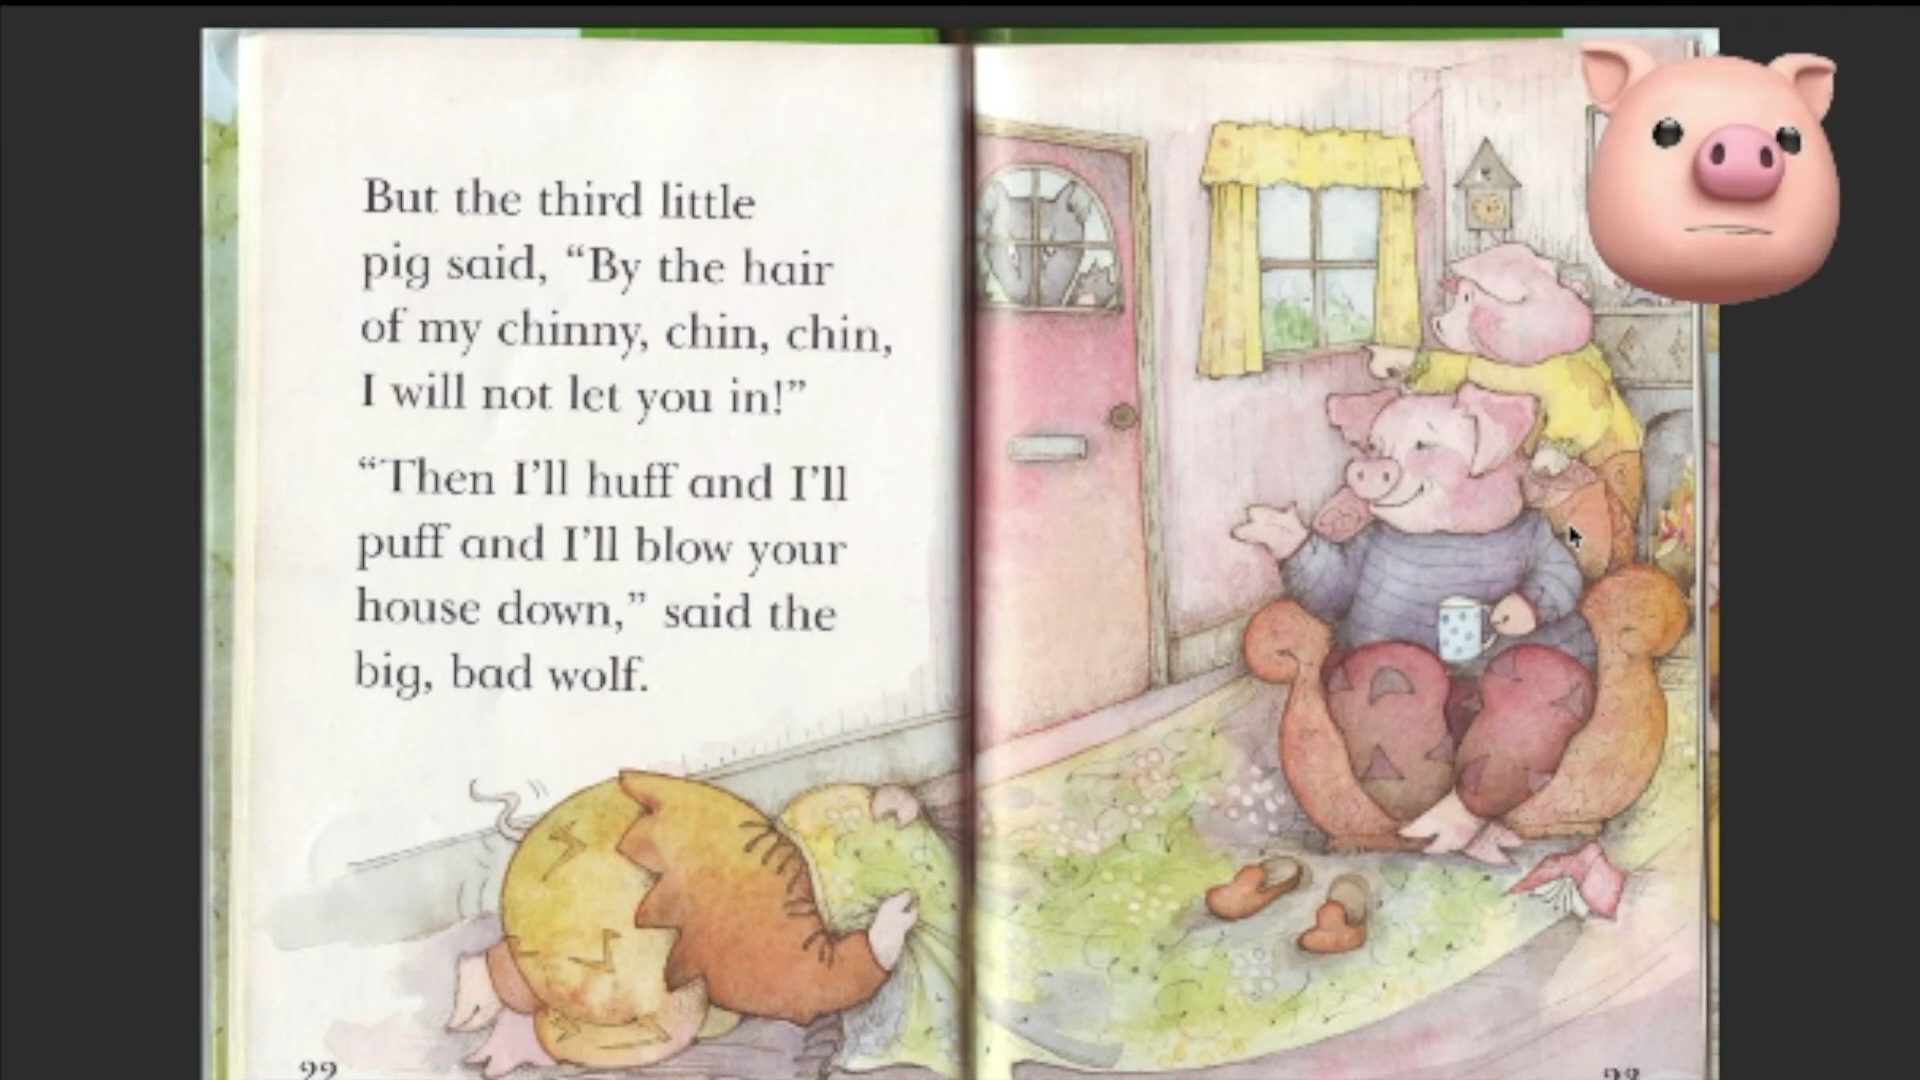 But the third little
pig said, “By the hair
of my chinny, chin, chin,
I will not let you in!”
“Then I’ll huff and I’ll
puff and I’ll blow your
house down,” said the
big, bad wolf.